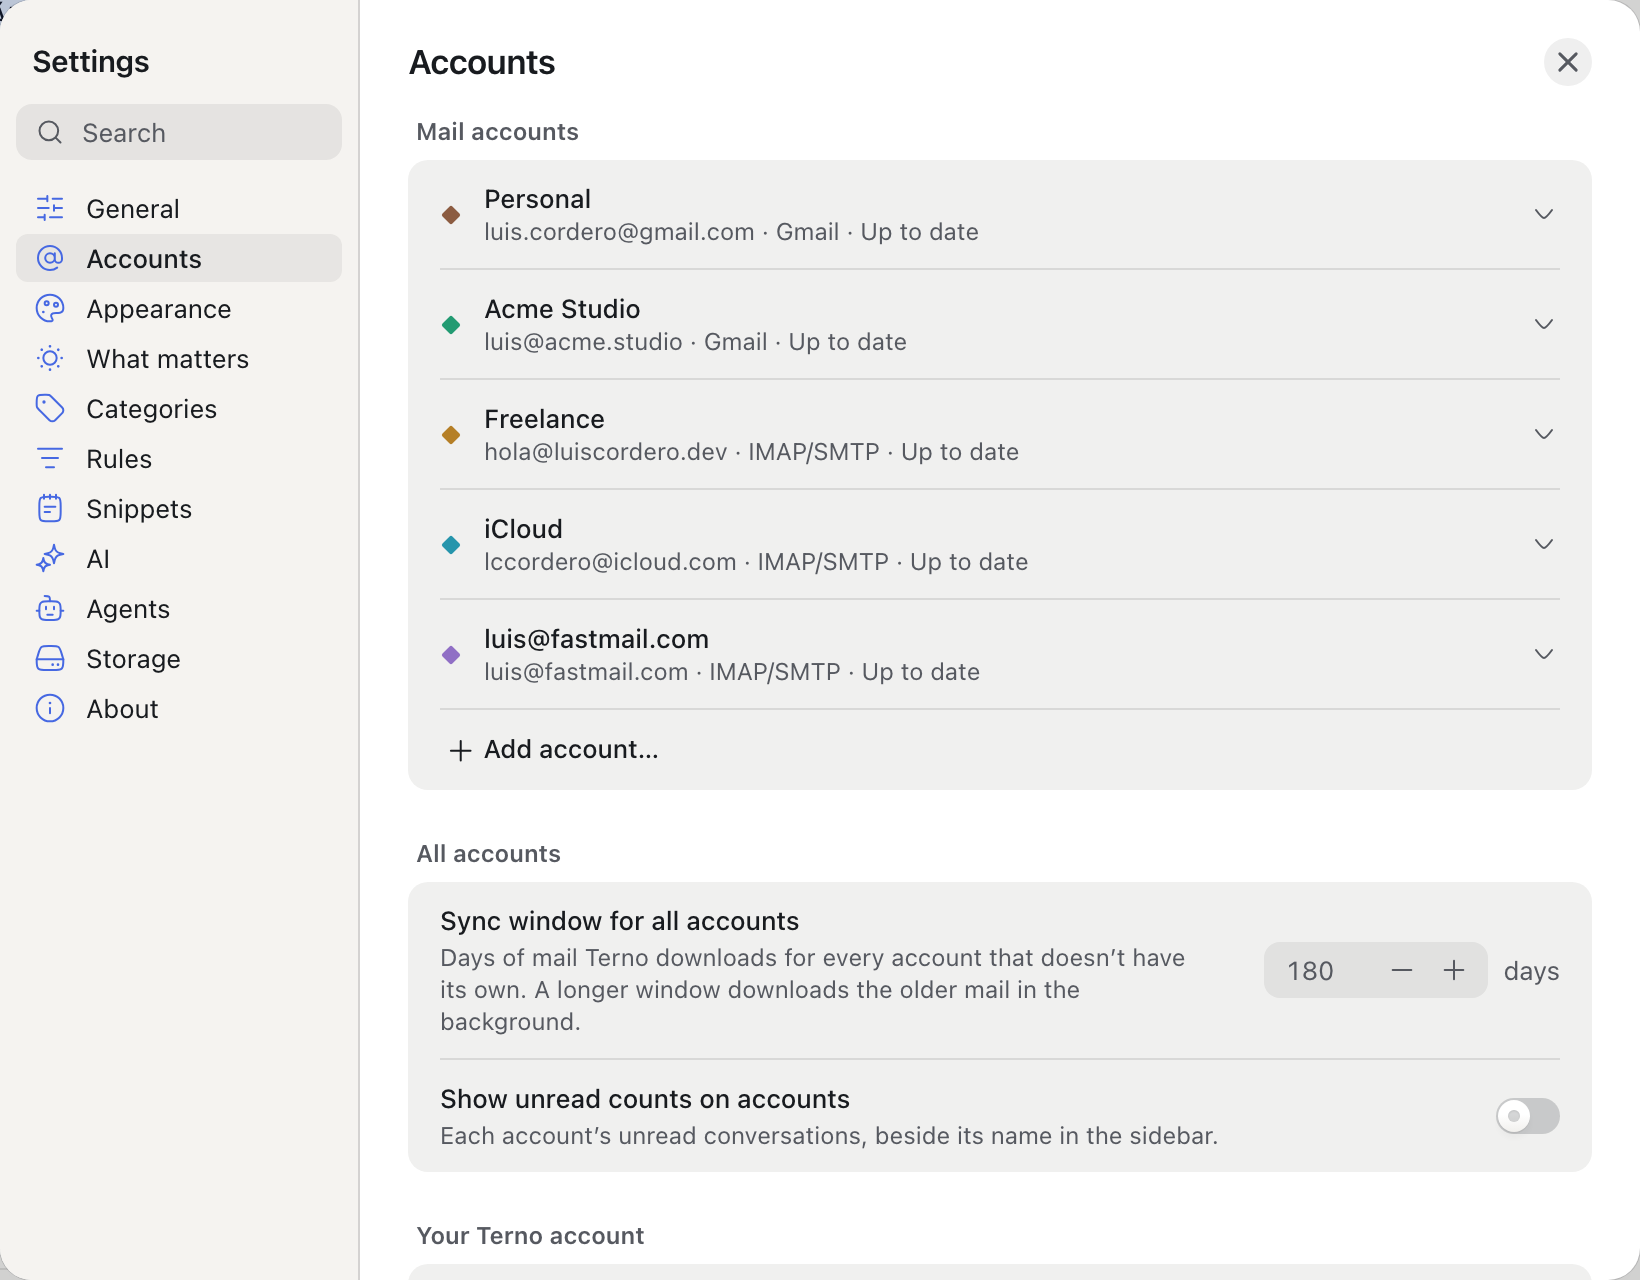 Settings
Search
General
Accounts
Appearance
What matters
Categories
Rules
Snippets
AI
Agents
Storage
About
Accounts
Mail accounts
Personal
luis.cordero@gmail.com · Gmail · Up to date
Acme Studio
luis@acme.studio · Gmail · Up to date
Freelance
hola@luiscordero.dev · IMAP/SMTP · Up to date
iCloud
lccordero@icloud.com · IMAP/SMTP · Up to date
luis@fastmail.com
luis@fastmail.com · IMAP/SMTP · Up to date
Add account...
All accounts
Sync window for all accounts
Days of mail Terno downloads for every account that doesn’t have
its own. A longer window downloads the older mail in the
background.
180 days
Show unread counts on accounts
Each account’s unread conversations, beside its name in the sidebar.
Your Terno account